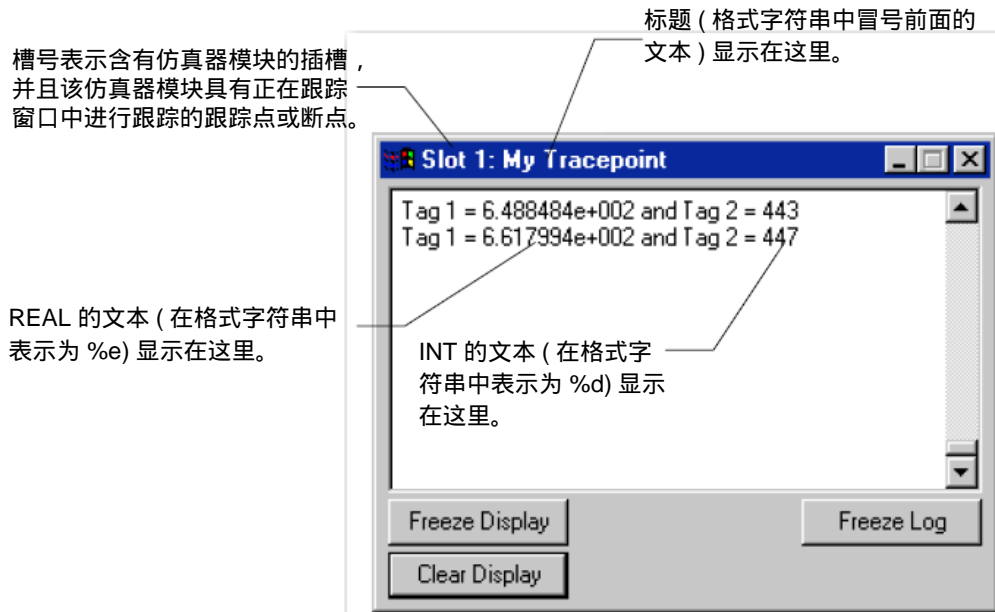 标题 ( 格式字符串中冒号前面的
文本 ) 显示在这里。
槽号表示含有仿真器模块的插槽，
并且该仿真器模块具有正在跟踪
窗口中进行跟踪的跟踪点或断点。
Slot 1: My Tracepoint
Tag 1 = 6.488484e+002 and Tag 2 = 443
Tag 1 = 6.617994e+002 and Tag 2 = 447
REAL 的文本 ( 在格式字符串中
表示为 %e) 显示在这里。
INT 的文本 ( 在格式字
符串中表示为 %d) 显示
在这里。
Freeze Display
Freeze Log
Clear Display